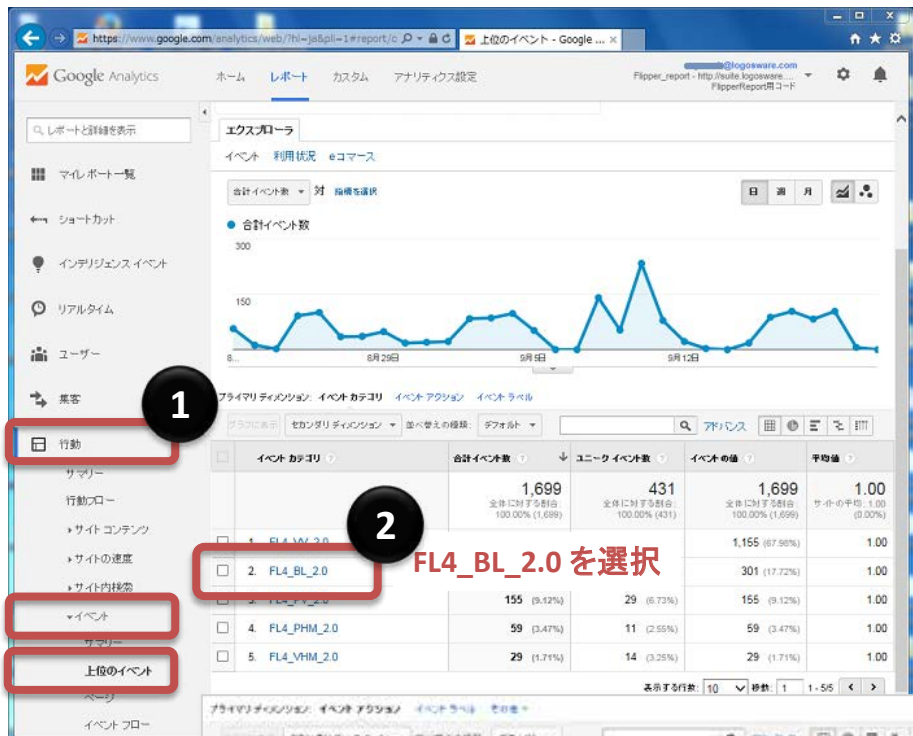 https://www.google.com/analytics/web/?hl=ja&pli=1#report/c
上位のイベント - Google ...
Google Analytics
ホーム レポート カスタム アナリティクス設定
@logosware.com
Flipper_report - http://suite.logosware....
FlipperReport用コード
レポートと詳細を表示
マイレポート一覧
ショートカット
インテリジェンス イベント
リアルタイム
ユーザー
集客
行動
サマリー
行動フロー
サイト コンテンツ
サイトの速度
サイト内検索
イベント
サマリー
上位のイベント
ページ
イベント フロー
1
エクスプローラ
イベント 利用状況 eコマース
合計イベント数 対 指標を選択
日 週 月
合計イベント数
300
150
8... 8月29日 9月5日 9月12日
プライマリ ディメンション: イベント カテゴリ イベント アクション イベント ラベル
グラフに表示 セカンダリ ディメンション 並べ替えの種類: デフォルト アドバンス
イベント カテゴリ 合計イベント数 ユニーク イベント数 イベントの値 平均値
1,699 431 1,699 1.00
全体に対する割合: 100.00% (1,699) 全体に対する割合: 100.00% (431) 全体に対する割合: 100.00% (1,699) サイトの平均: 1.00 (0.00%)
1. FL4_VV_2.0 1,155 (67.98%) 1.00
2
2. FL4_BL_2.0 301 (17.72%) 1.00
FL4_BL_2.0 を選択
3. FL4_PV_2.0 155 (9.12%) 29 (6.73%) 155 (9.12%) 1.00
4. FL4_PHM_2.0 59 (3.47%) 11 (2.55%) 59 (3.47%) 1.00
5. FL4_VHM_2.0 29 (1.71%) 14 (3.25%) 29 (1.71%) 1.00
表示する行数: 10 移動: 1 1 - 5/5
プライマリ ディメンション: イベント アクション イベント ラベル その他